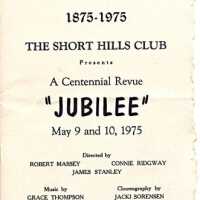 1875-1975
THE SHORT HILLS CLUB
Presents
A Centennial Revue
"JUBILEE"
May 9 and 10, 1975
Directed by
ROBERT MASSEY CONNIE RIDGWAY
JAMES STANLEY
Music by Choreography by
GRACE THOMPSON JACKI SORENSEN